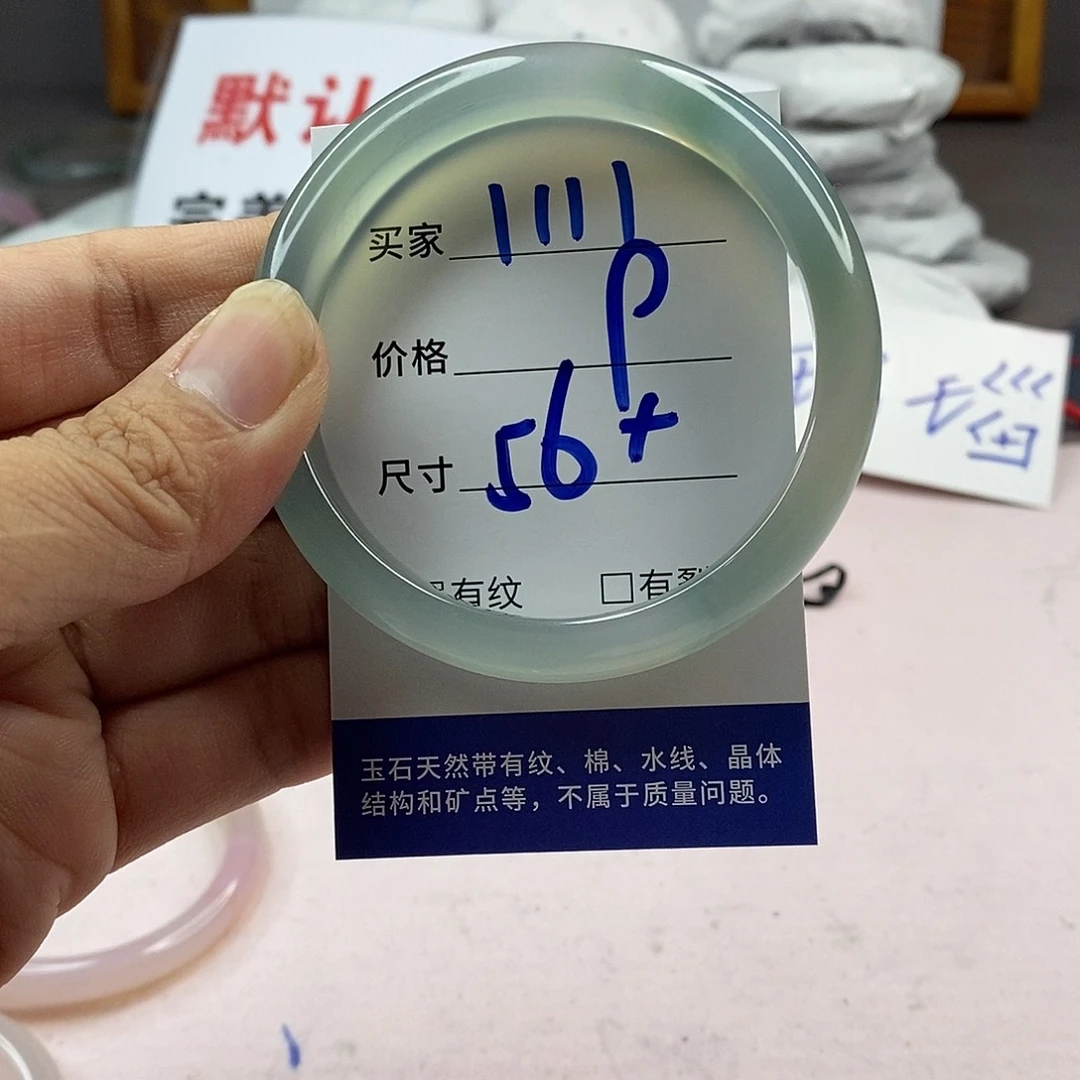 默认
完美
买家 1111
P
价格
尺寸 56+
有纹 □有裂
玉石天然带有纹、棉、水线、晶体
结构和矿点等，不属于质量问题。